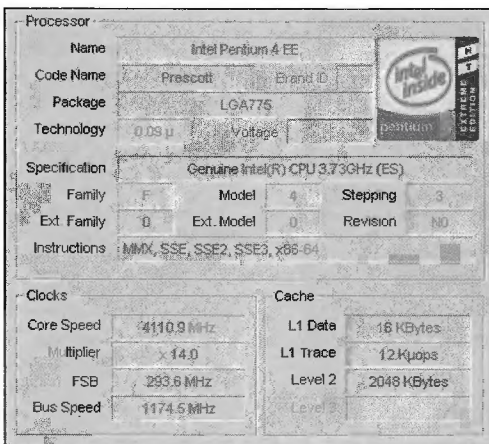 Processor
Name Intel Pentium 4 EE
Code Name Prescott Brand ID
Package LGA775
Technology 0.09 µ Voltage
intel inside
pentium
EXTREME EDITION HT
Specification Genuine Intel(R) CPU 3.73GHz (ES)
Family F Model 4 Stepping 3
Ext. Family 0 Ext. Model 0 Revision N0
Instructions MMX, SSE, SSE2, SSE3, x86-64
Clocks
Core Speed 4110.9 MHz
Multiplier x 14.0
FSB 293.6 MHz
Bus Speed 1174.5 MHz
Cache
L1 Data 16 KBytes
L1 Trace 12 Kµops
Level 2 2048 KBytes
Level 3